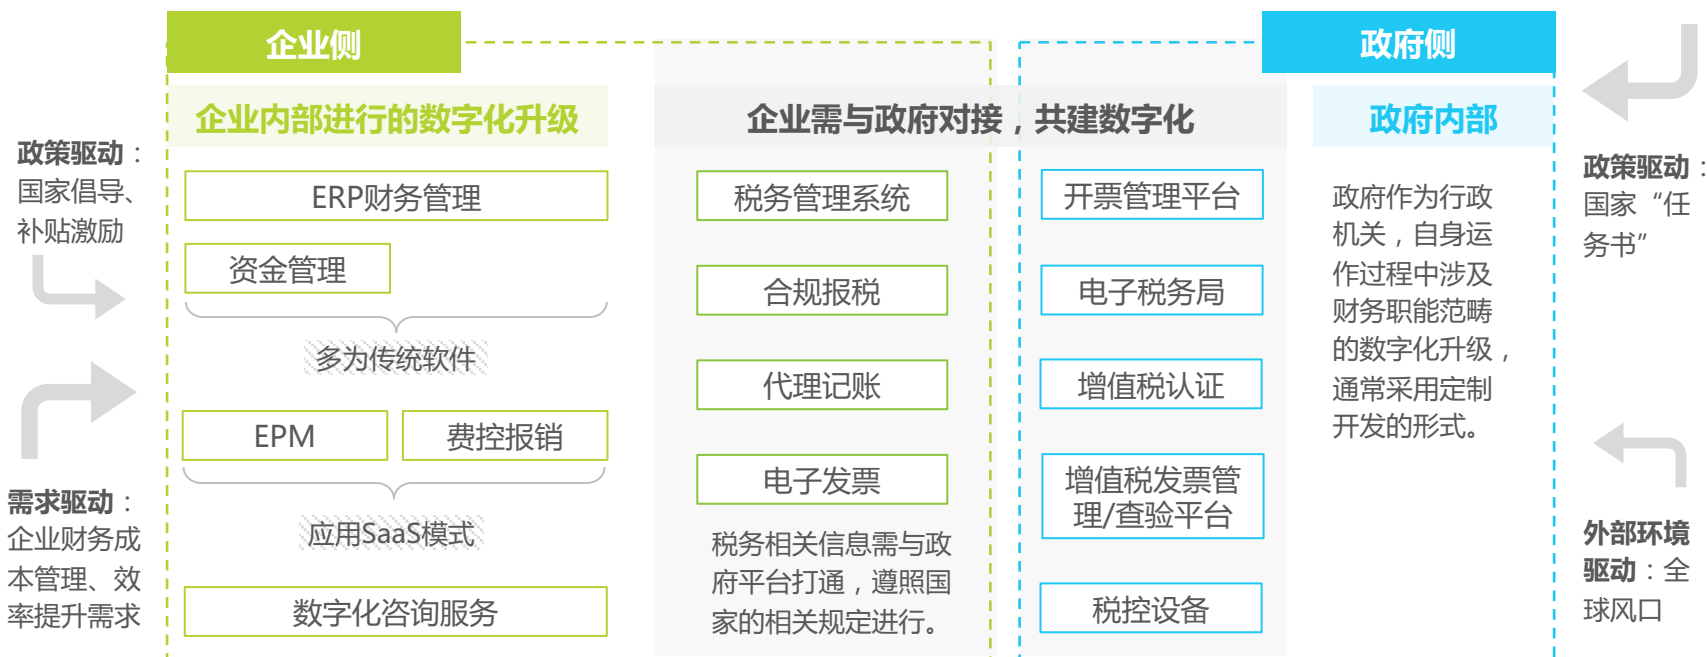 企业侧
政府侧
企业内部进行的数字化升级
企业需与政府对接，共建数字化
政府内部
政策驱动：
国家倡导、
补贴激励
需求驱动：
企业财务成
本管理、效
率提升需求
ERP财务管理
资金管理
多为传统软件
EPM
费控报销
应用SaaS模式
数字化咨询服务
税务管理系统
合规报税
代理记账
电子发票
税务相关信息需与政
府平台打通，遵照国
家的相关规定进行。
开票管理平台
电子税务局
增值税认证
增值税发票管
理/查验平台
税控设备
政府作为行政
机关，自身运
作过程中涉及
财务职能范畴
的数字化升级，
通常采用定制
开发的形式。
政策驱动：
国家“任
务书”
外部环境
驱动：全
球风口